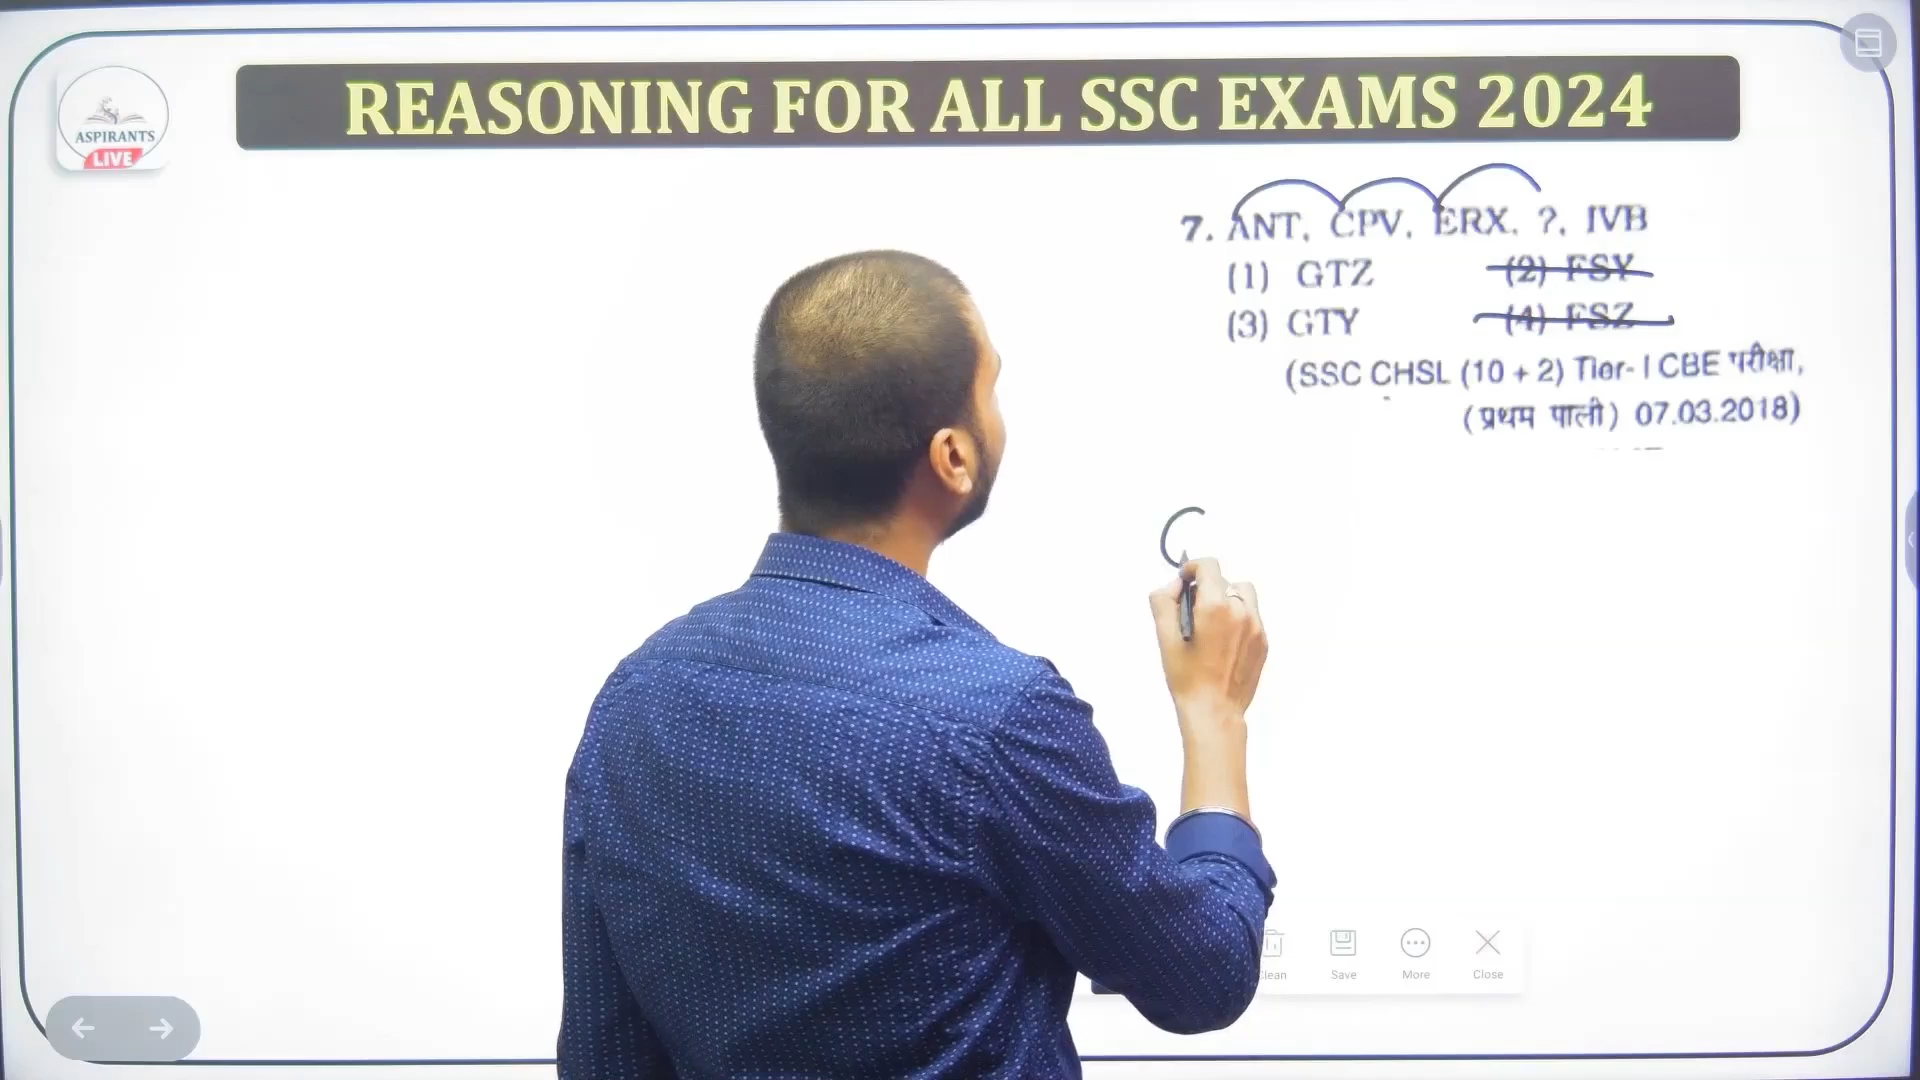 ASPIRANTS
LIVE
REASONING FOR ALL SSC EXAMS 2024
7. ANT, CPV, ERX, ?, IVB
(1) GTZ (2) FSY
(3) GTY (4) FSZ
(SSC CHSL (10 + 2) Tier- I CBE परीक्षा,
(प्रथम पाली) 07.03.2018)
Save More Close